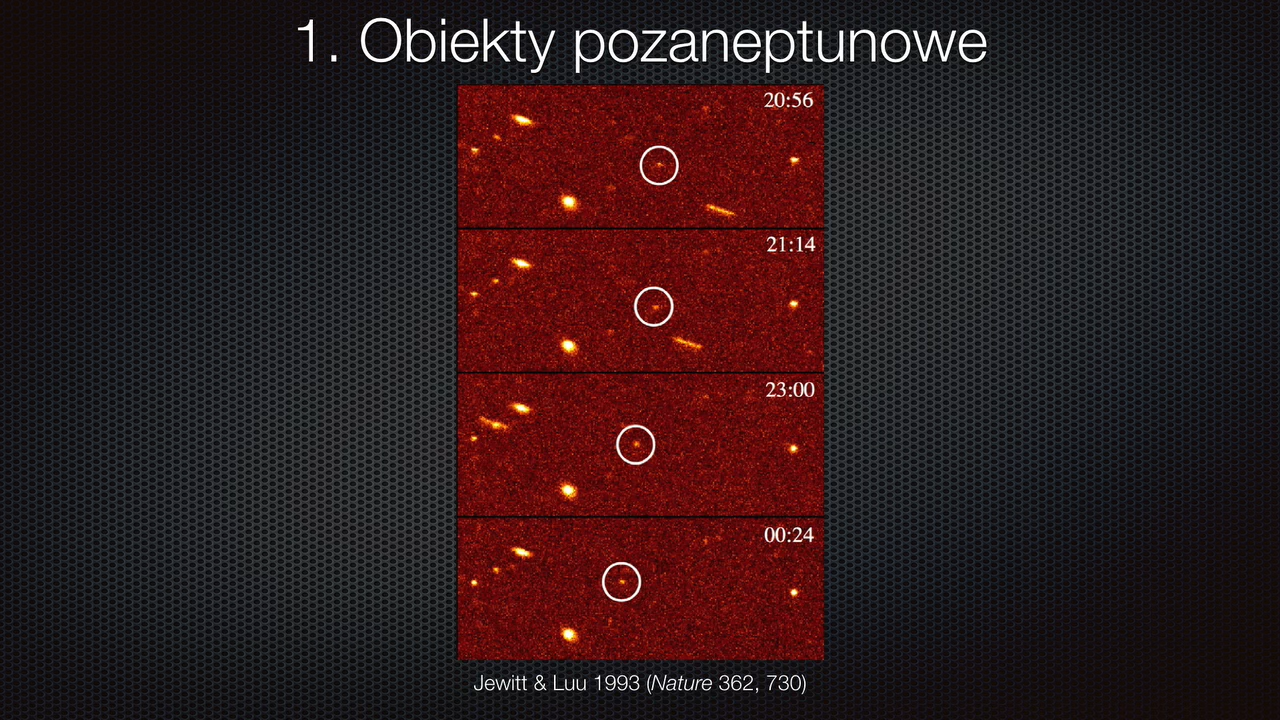 1. Obiekty pozaneptunowe
20:56
21:14
23:00
00:24
Jewitt & Luu 1993 (Nature 362, 730)